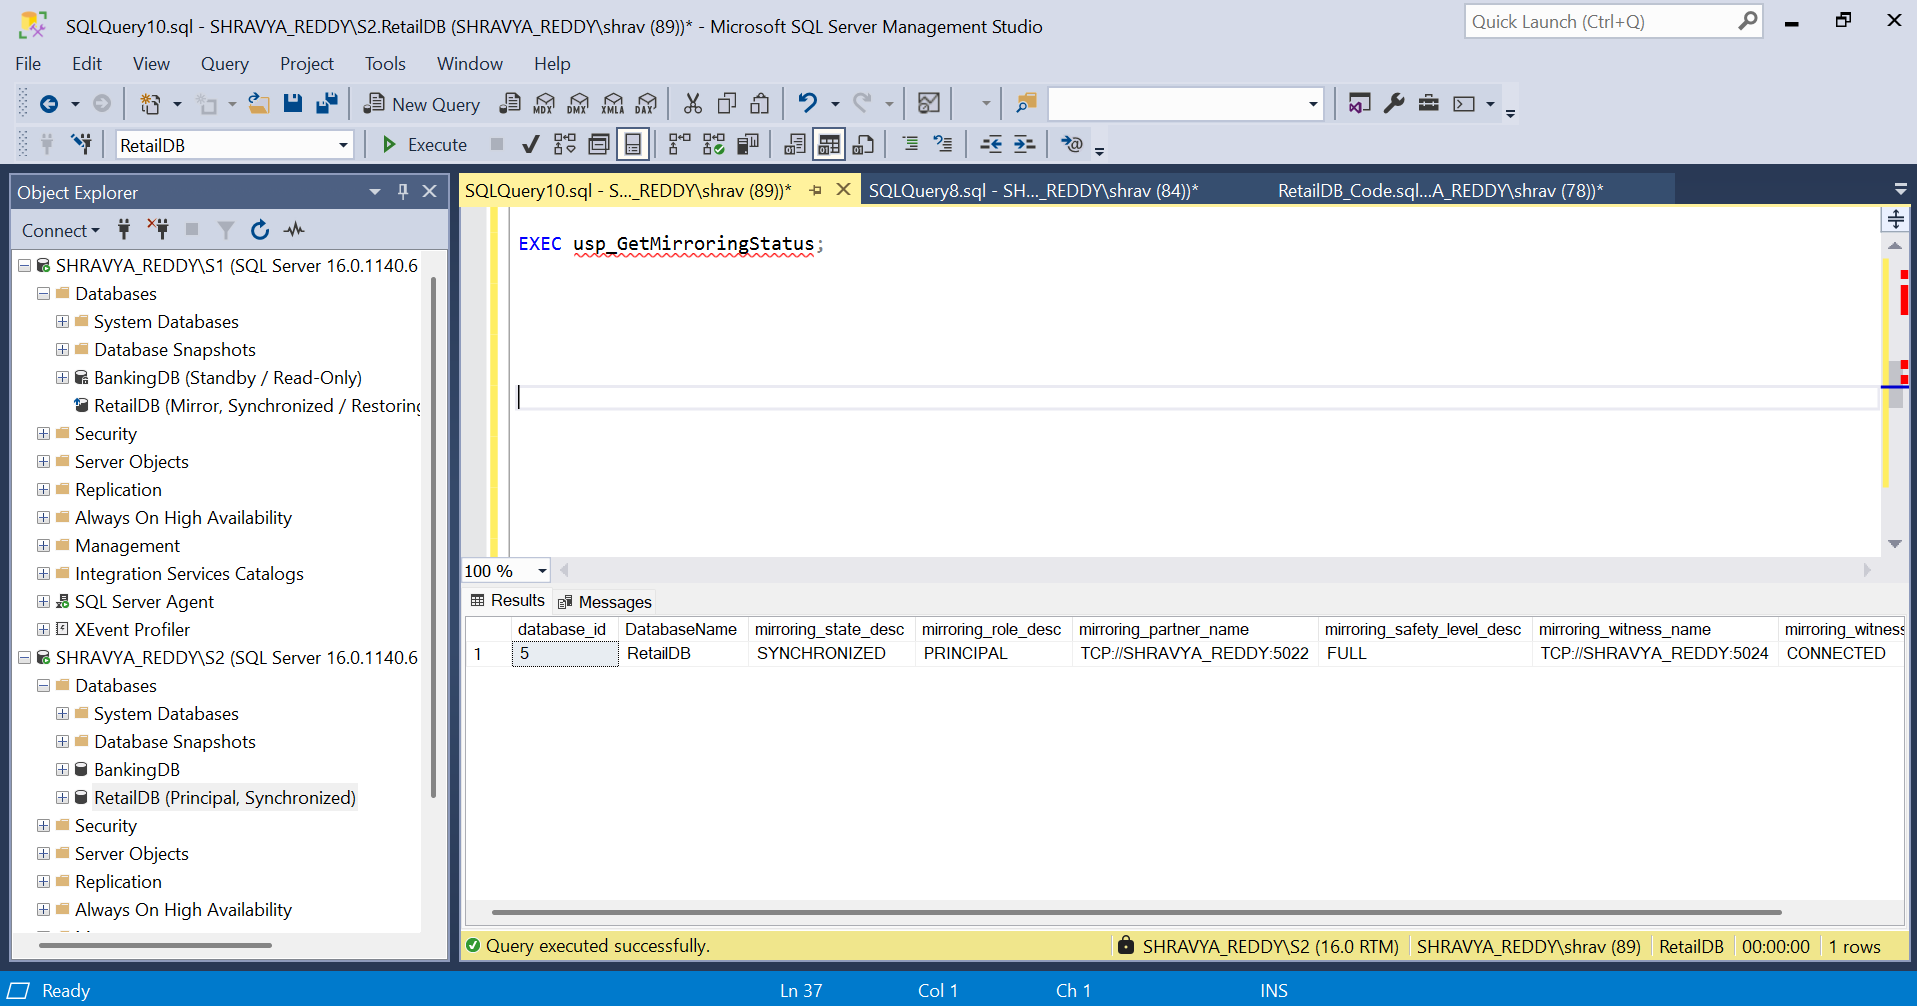 SQLQuery10.sql - SHRAVYA_REDDY\S2.RetailDB (SHRAVYA_REDDY\shrav (89))* - Microsoft SQL Server Management Studio
Quick Launch (Ctrl+Q)
File Edit View Query Project Tools Window Help
New Query
MDX DMX XMLA DAX
RetailDB
Execute
Object Explorer
SQLQuery10.sql - S..._REDDY\shrav (89))*
SQLQuery8.sql - SH..._REDDY\shrav (84))*
RetailDB_Code.sql...A_REDDY\shrav (78))*
Connect
SHRAVYA_REDDY\S1 (SQL Server 16.0.1140.6
Databases
System Databases
Database Snapshots
BankingDB (Standby / Read-Only)
RetailDB (Mirror, Synchronized / Restoring
Security
Server Objects
Replication
Always On High Availability
Management
Integration Services Catalogs
SQL Server Agent
XEvent Profiler
SHRAVYA_REDDY\S2 (SQL Server 16.0.1140.6
Databases
System Databases
Database Snapshots
BankingDB
RetailDB (Principal, Synchronized)
Security
Server Objects
Replication
Always On High Availability
EXEC usp_GetMirroringStatus;
100 %
Results Messages
database_id DatabaseName mirroring_state_desc mirroring_role_desc mirroring_partner_name mirroring_safety_level_desc mirroring_witness_name mirroring_witness
1 5 RetailDB SYNCHRONIZED PRINCIPAL TCP://SHRAVYA_REDDY:5022 FULL TCP://SHRAVYA_REDDY:5024 CONNECTED
Query executed successfully.
SHRAVYA_REDDY\S2 (16.0 RTM) SHRAVYA_REDDY\shrav (89) RetailDB 00:00:00 1 rows
Ready
Ln 37 Col 1 Ch 1 INS